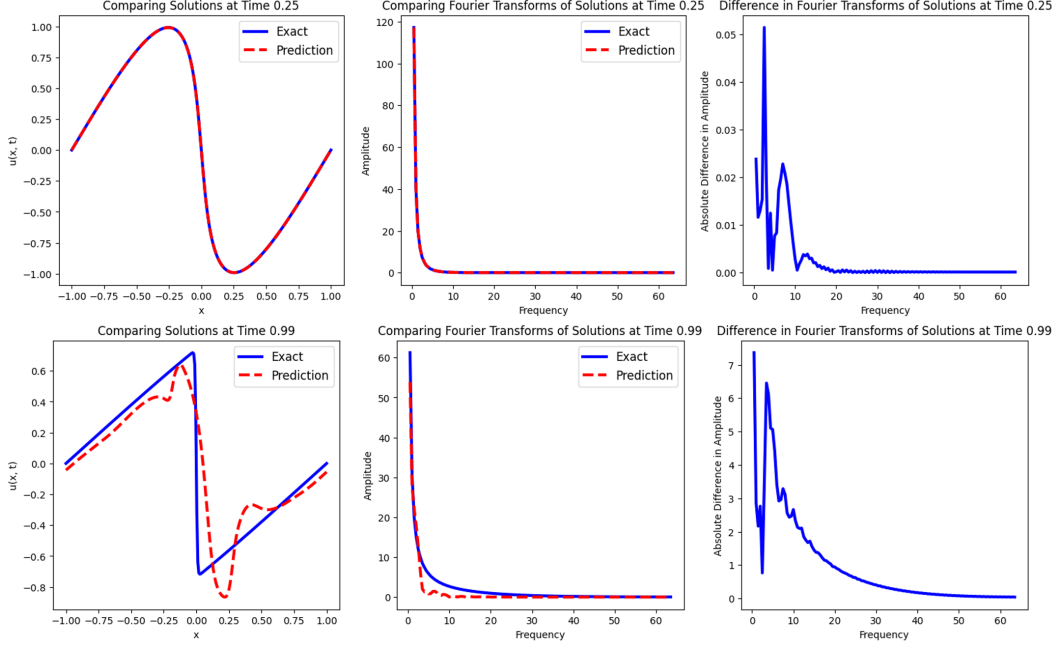 Comparing Solutions at Time 0.25
Exact
Prediction
1.00
0.75
0.50
0.25
0.00
−0.25
−0.50
−0.75
−1.00
u(x, t)
−1.00 −0.75 −0.50 −0.25 0.00 0.25 0.50 0.75 1.00
x
Comparing Fourier Transforms of Solutions at Time 0.25
Exact
Prediction
120
100
80
60
40
20
0
Amplitude
0 10 20 30 40 50 60
Frequency
Difference in Fourier Transforms of Solutions at Time 0.25
0.05
0.04
0.03
0.02
0.01
0.00
Absolute Difference in Amplitude
0 10 20 30 40 50 60
Frequency
Comparing Solutions at Time 0.99
Exact
Prediction
0.6
0.4
0.2
0.0
−0.2
−0.4
−0.6
−0.8
u(x, t)
−1.00 −0.75 −0.50 −0.25 0.00 0.25 0.50 0.75 1.00
x
Comparing Fourier Transforms of Solutions at Time 0.99
Exact
Prediction
60
50
40
30
20
10
0
Amplitude
0 10 20 30 40 50 60
Frequency
Difference in Fourier Transforms of Solutions at Time 0.99
7
6
5
4
3
2
1
0
Absolute Difference in Amplitude
0 10 20 30 40 50 60
Frequency